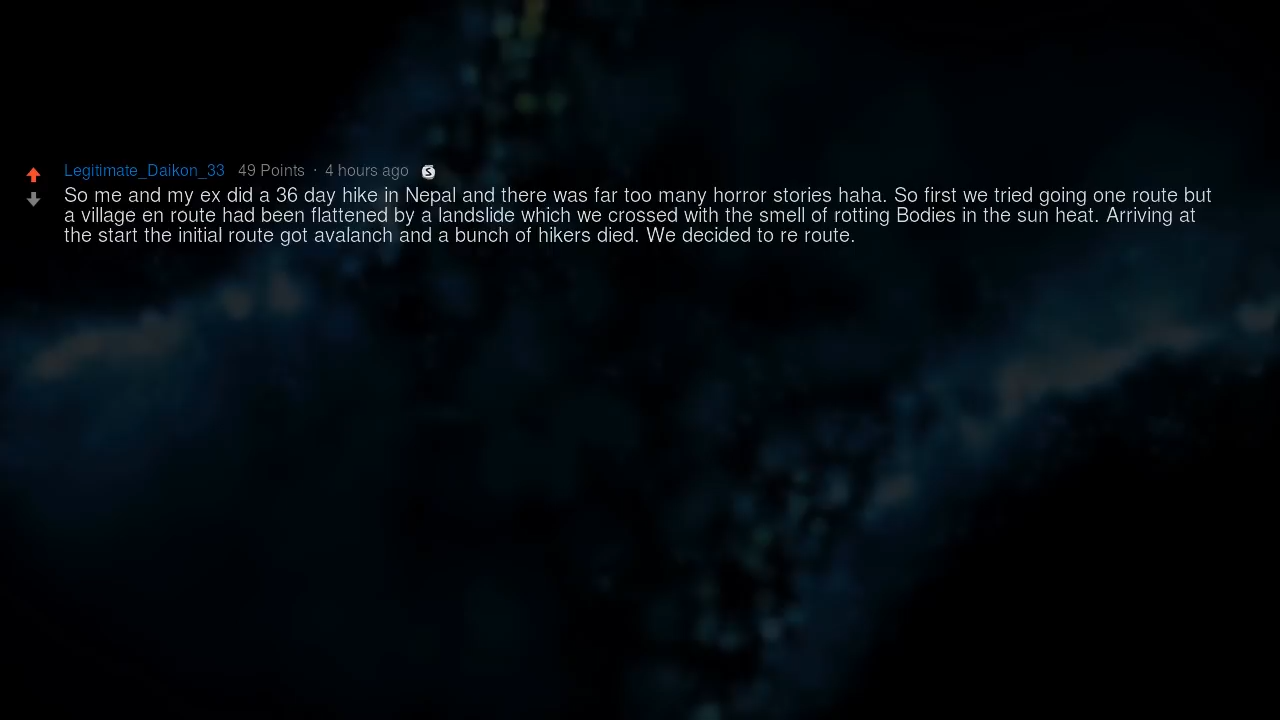 Legitimate_Daikon_33 49 Points · 4 hours ago S
So me and my ex did a 36 day hike in Nepal and there was far too many horror stories haha. So first we tried going one route but
a village en route had been flattened by a landslide which we crossed with the smell of rotting Bodies in the sun heat. Arriving at
the start the initial route got avalanch and a bunch of hikers died. We decided to re route.